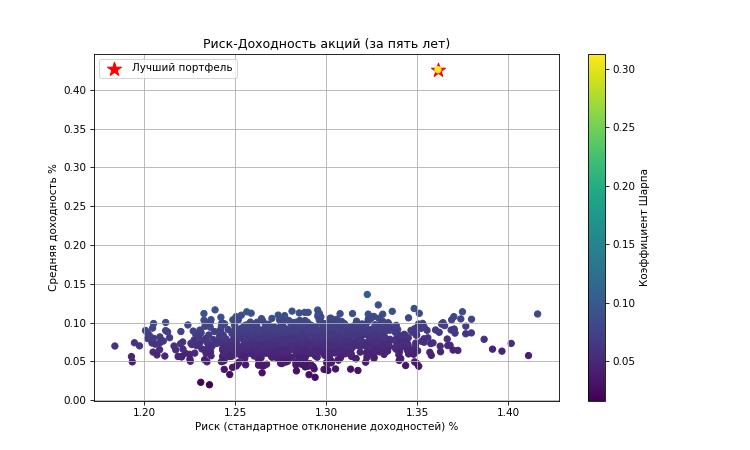 Риск-Доходность акций (за пять лет)
Лучший портфель
Средняя доходность %
0.40
0.35
0.30
0.25
0.20
0.15
0.10
0.05
0.00
1.20 1.25 1.30 1.35 1.40
Риск (стандартное отклонение доходностей) %
0.30
0.25
0.20
0.15
0.10
0.05
Коэффициент Шарпа